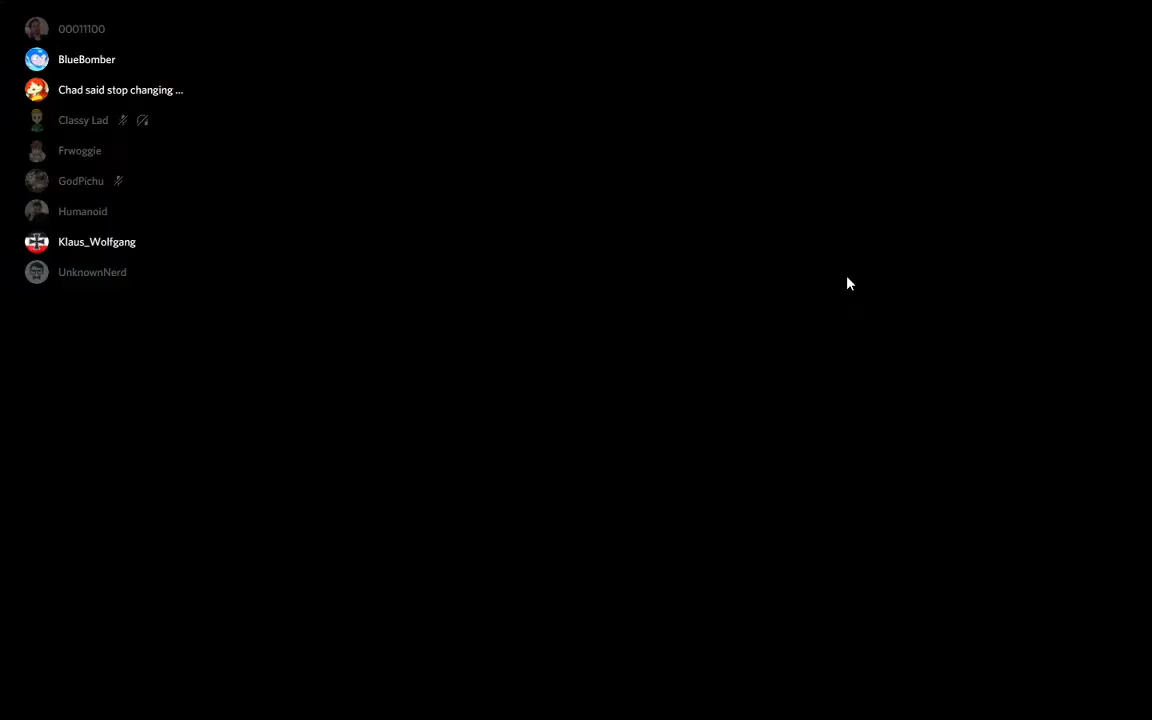 00011100
BlueBomber
Chad said stop changing ...
Classy Lad
Frwoggie
GodPichu
Humanoid
Klaus_Wolfgang
UnknownNerd